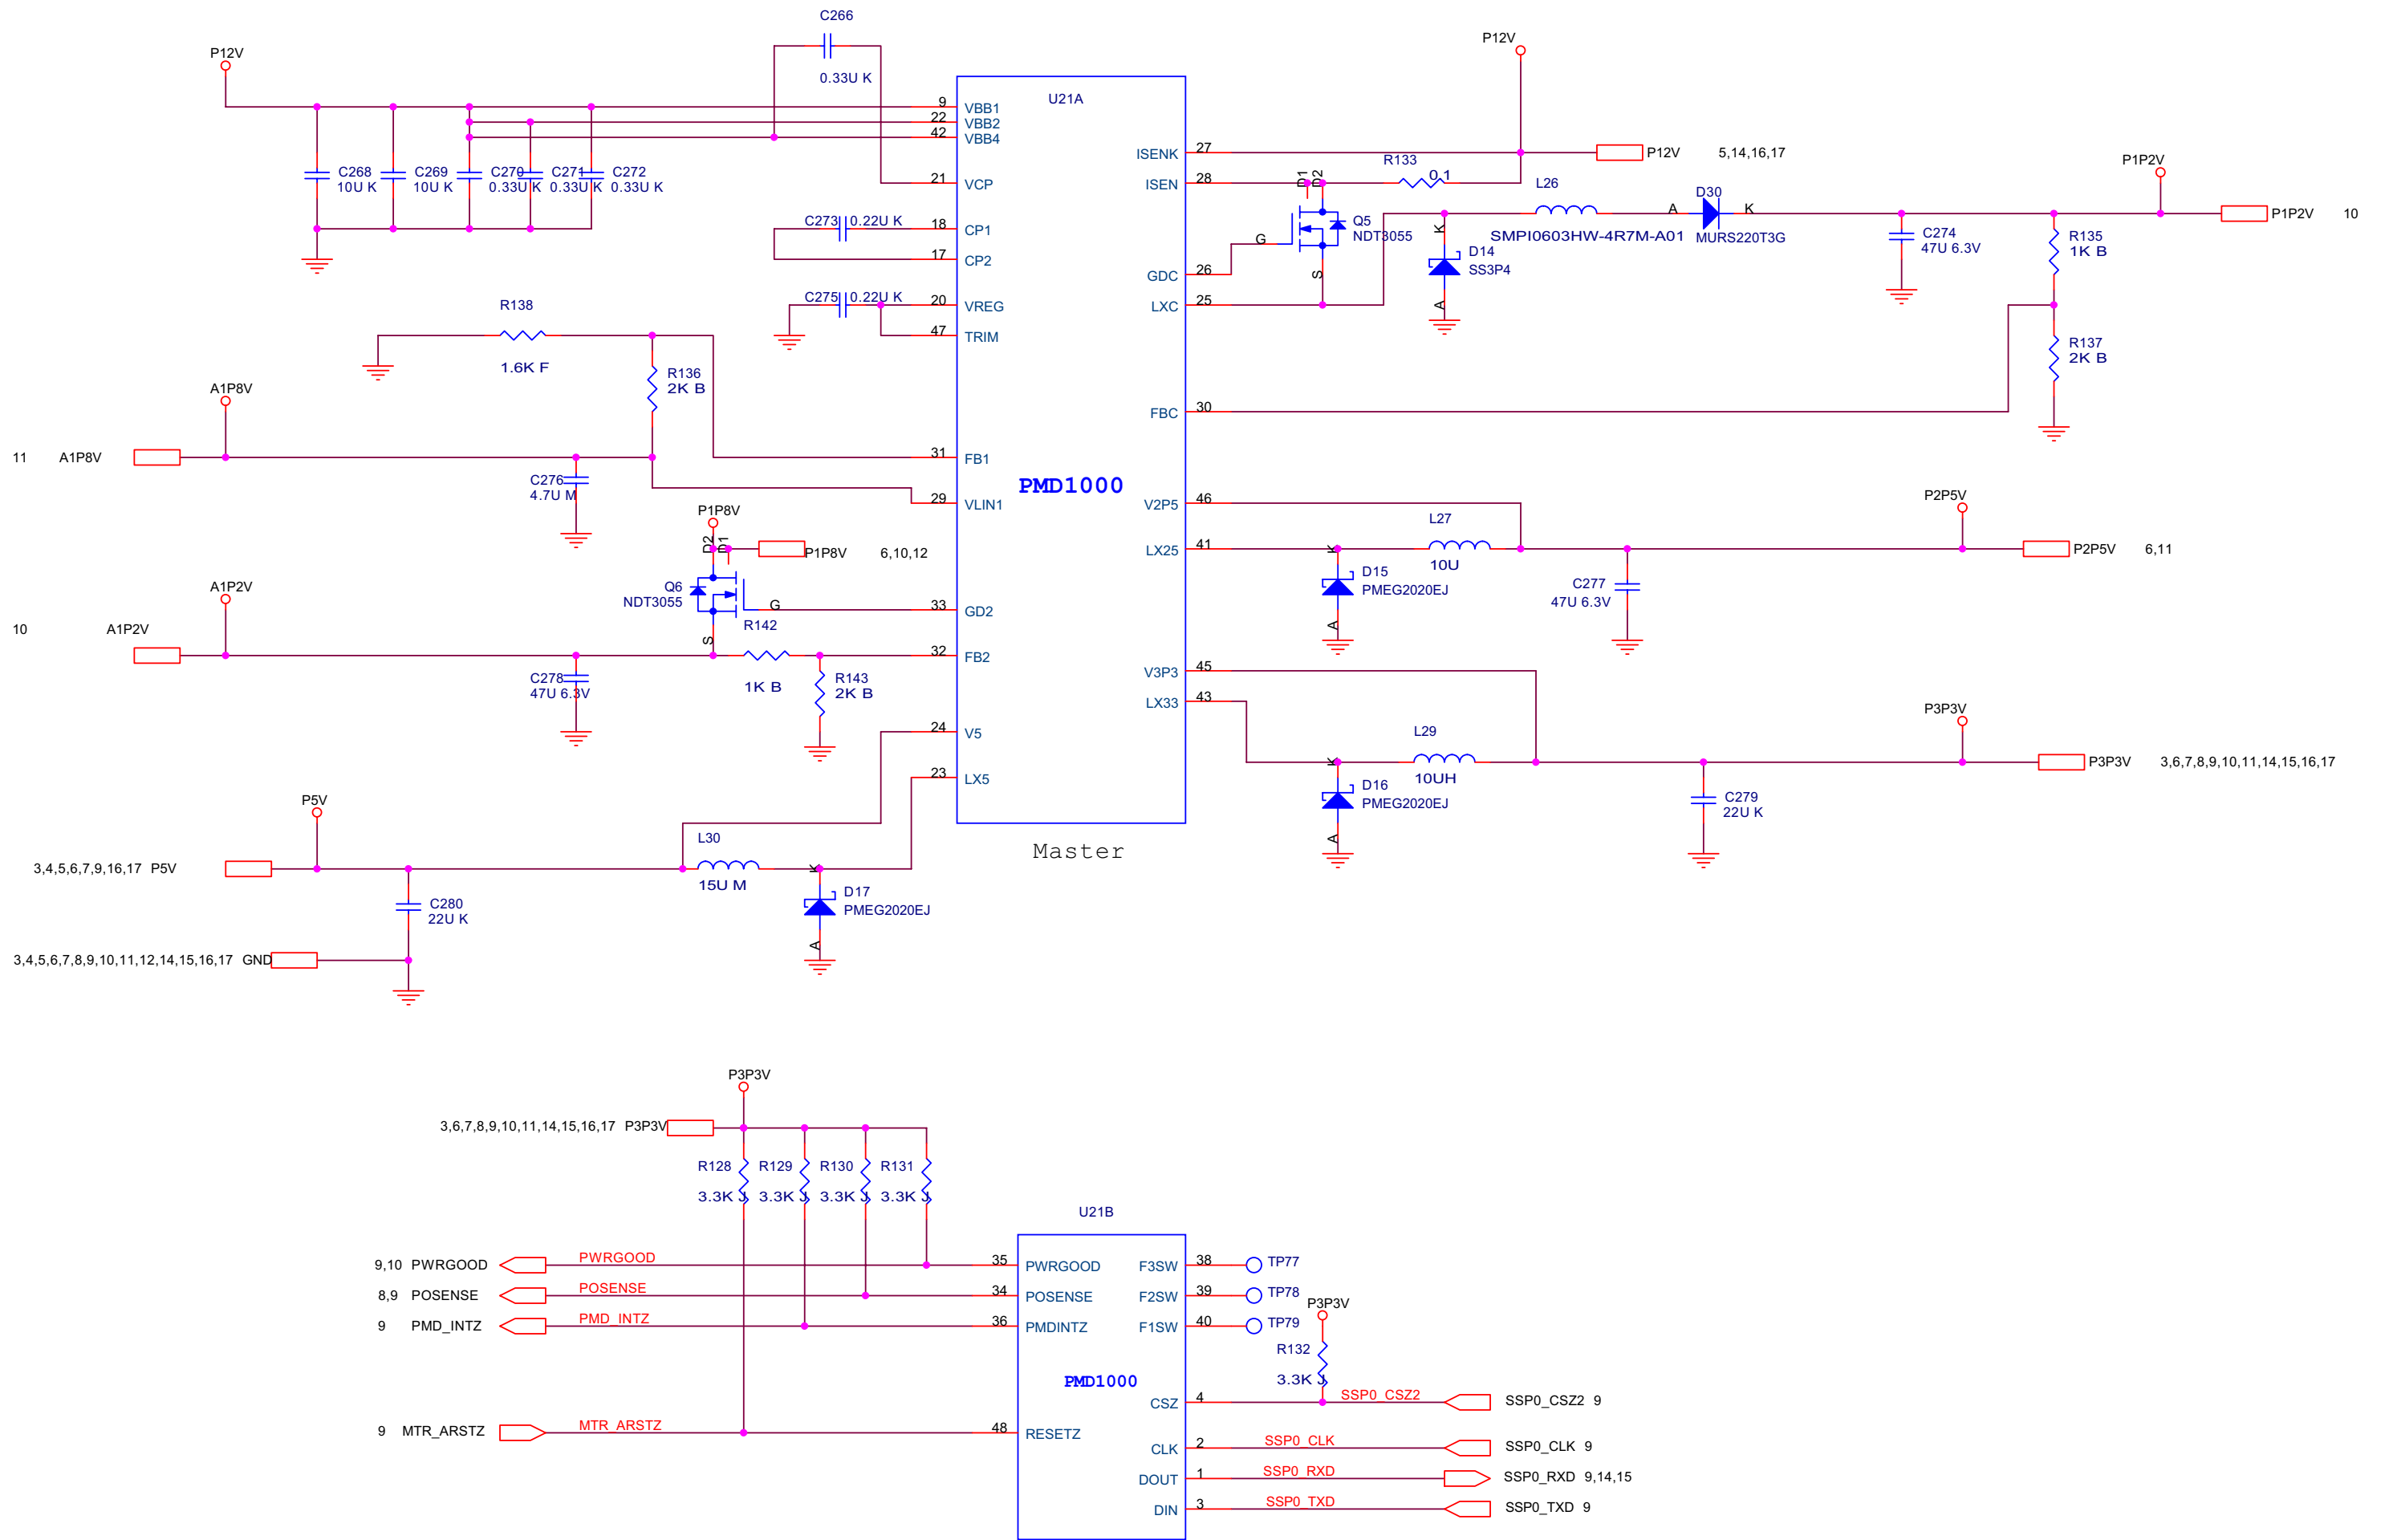 C266
0.33U K
P12V
P12V
U21A
9 VBB1
22 VBB2
42 VBB4
21 VCP
18 CP1
17 CP2
20 VREG
47 TRIM
31 FB1
29 VLIN1
33 GD2
32 FB2
24 V5
23 LX5
ISENK 27
ISEN 28
GDC 26
LXC 25
FBC 30
V2P5 46
LX25 41
V3P3 45
LX33 43
PMD1000
Master
C268
10U K
C269
10U K
C270
0.33U K
C271
0.33U K
C272
0.33U K
C273 0.22U K
C275 0.22U K
R138
1.6K F
R136
2K B
A1P8V
11 A1P8V
C276
4.7U M
P1P8V
D2
D1
P1P8V 6,10,12
Q6
NDT3055
G
S
R142
1K B
R143
2K B
A1P2V
10 A1P2V
C278
47U 6.3V
P5V
3,4,5,6,7,9,16,17 P5V
L30
15U M
K
D17
PMEG2020EJ
A
C280
22U K
3,4,5,6,7,8,9,10,11,12,14,15,16,17 GND
P12V 5,14,16,17
R133
0.1
D1
D2
Q5
NDT3055
G
S
K
D14
SS3P4
A
L26
SMPI0603HW-4R7M-A01
A
D30
K
MURS220T3G
P1P2V
P1P2V 10
C274
47U 6.3V
R135
1K B
R137
2K B
P2P5V
P2P5V 6,11
L27
10U
K
D15
PMEG2020EJ
A
C277
47U 6.3V
P3P3V
P3P3V 3,6,7,8,9,10,11,14,15,16,17
L29
10UH
K
D16
PMEG2020EJ
A
C279
22U K
P3P3V
3,6,7,8,9,10,11,14,15,16,17 P3P3V
R128
3.3K J
R129
3.3K J
R130
3.3K J
R131
3.3K J
U21B
9,10 PWRGOOD PWRGOOD 35 PWRGOOD
8,9 POSENSE POSENSE 34 POSENSE
9 PMD_INTZ PMD_INTZ 36 PMDINTZ
9 MTR_ARSTZ MTR_ARSTZ 48 RESETZ
PMD1000
F3SW 38 TP77
F2SW 39 TP78
F1SW 40 TP79
P3P3V
R132
3.3K J
CSZ 4 SSP0_CSZ2 SSP0_CSZ2 9
CLK 2 SSP0_CLK SSP0_CLK 9
DOUT 1 SSP0_RXD SSP0_RXD 9,14,15
DIN 3 SSP0_TXD SSP0_TXD 9